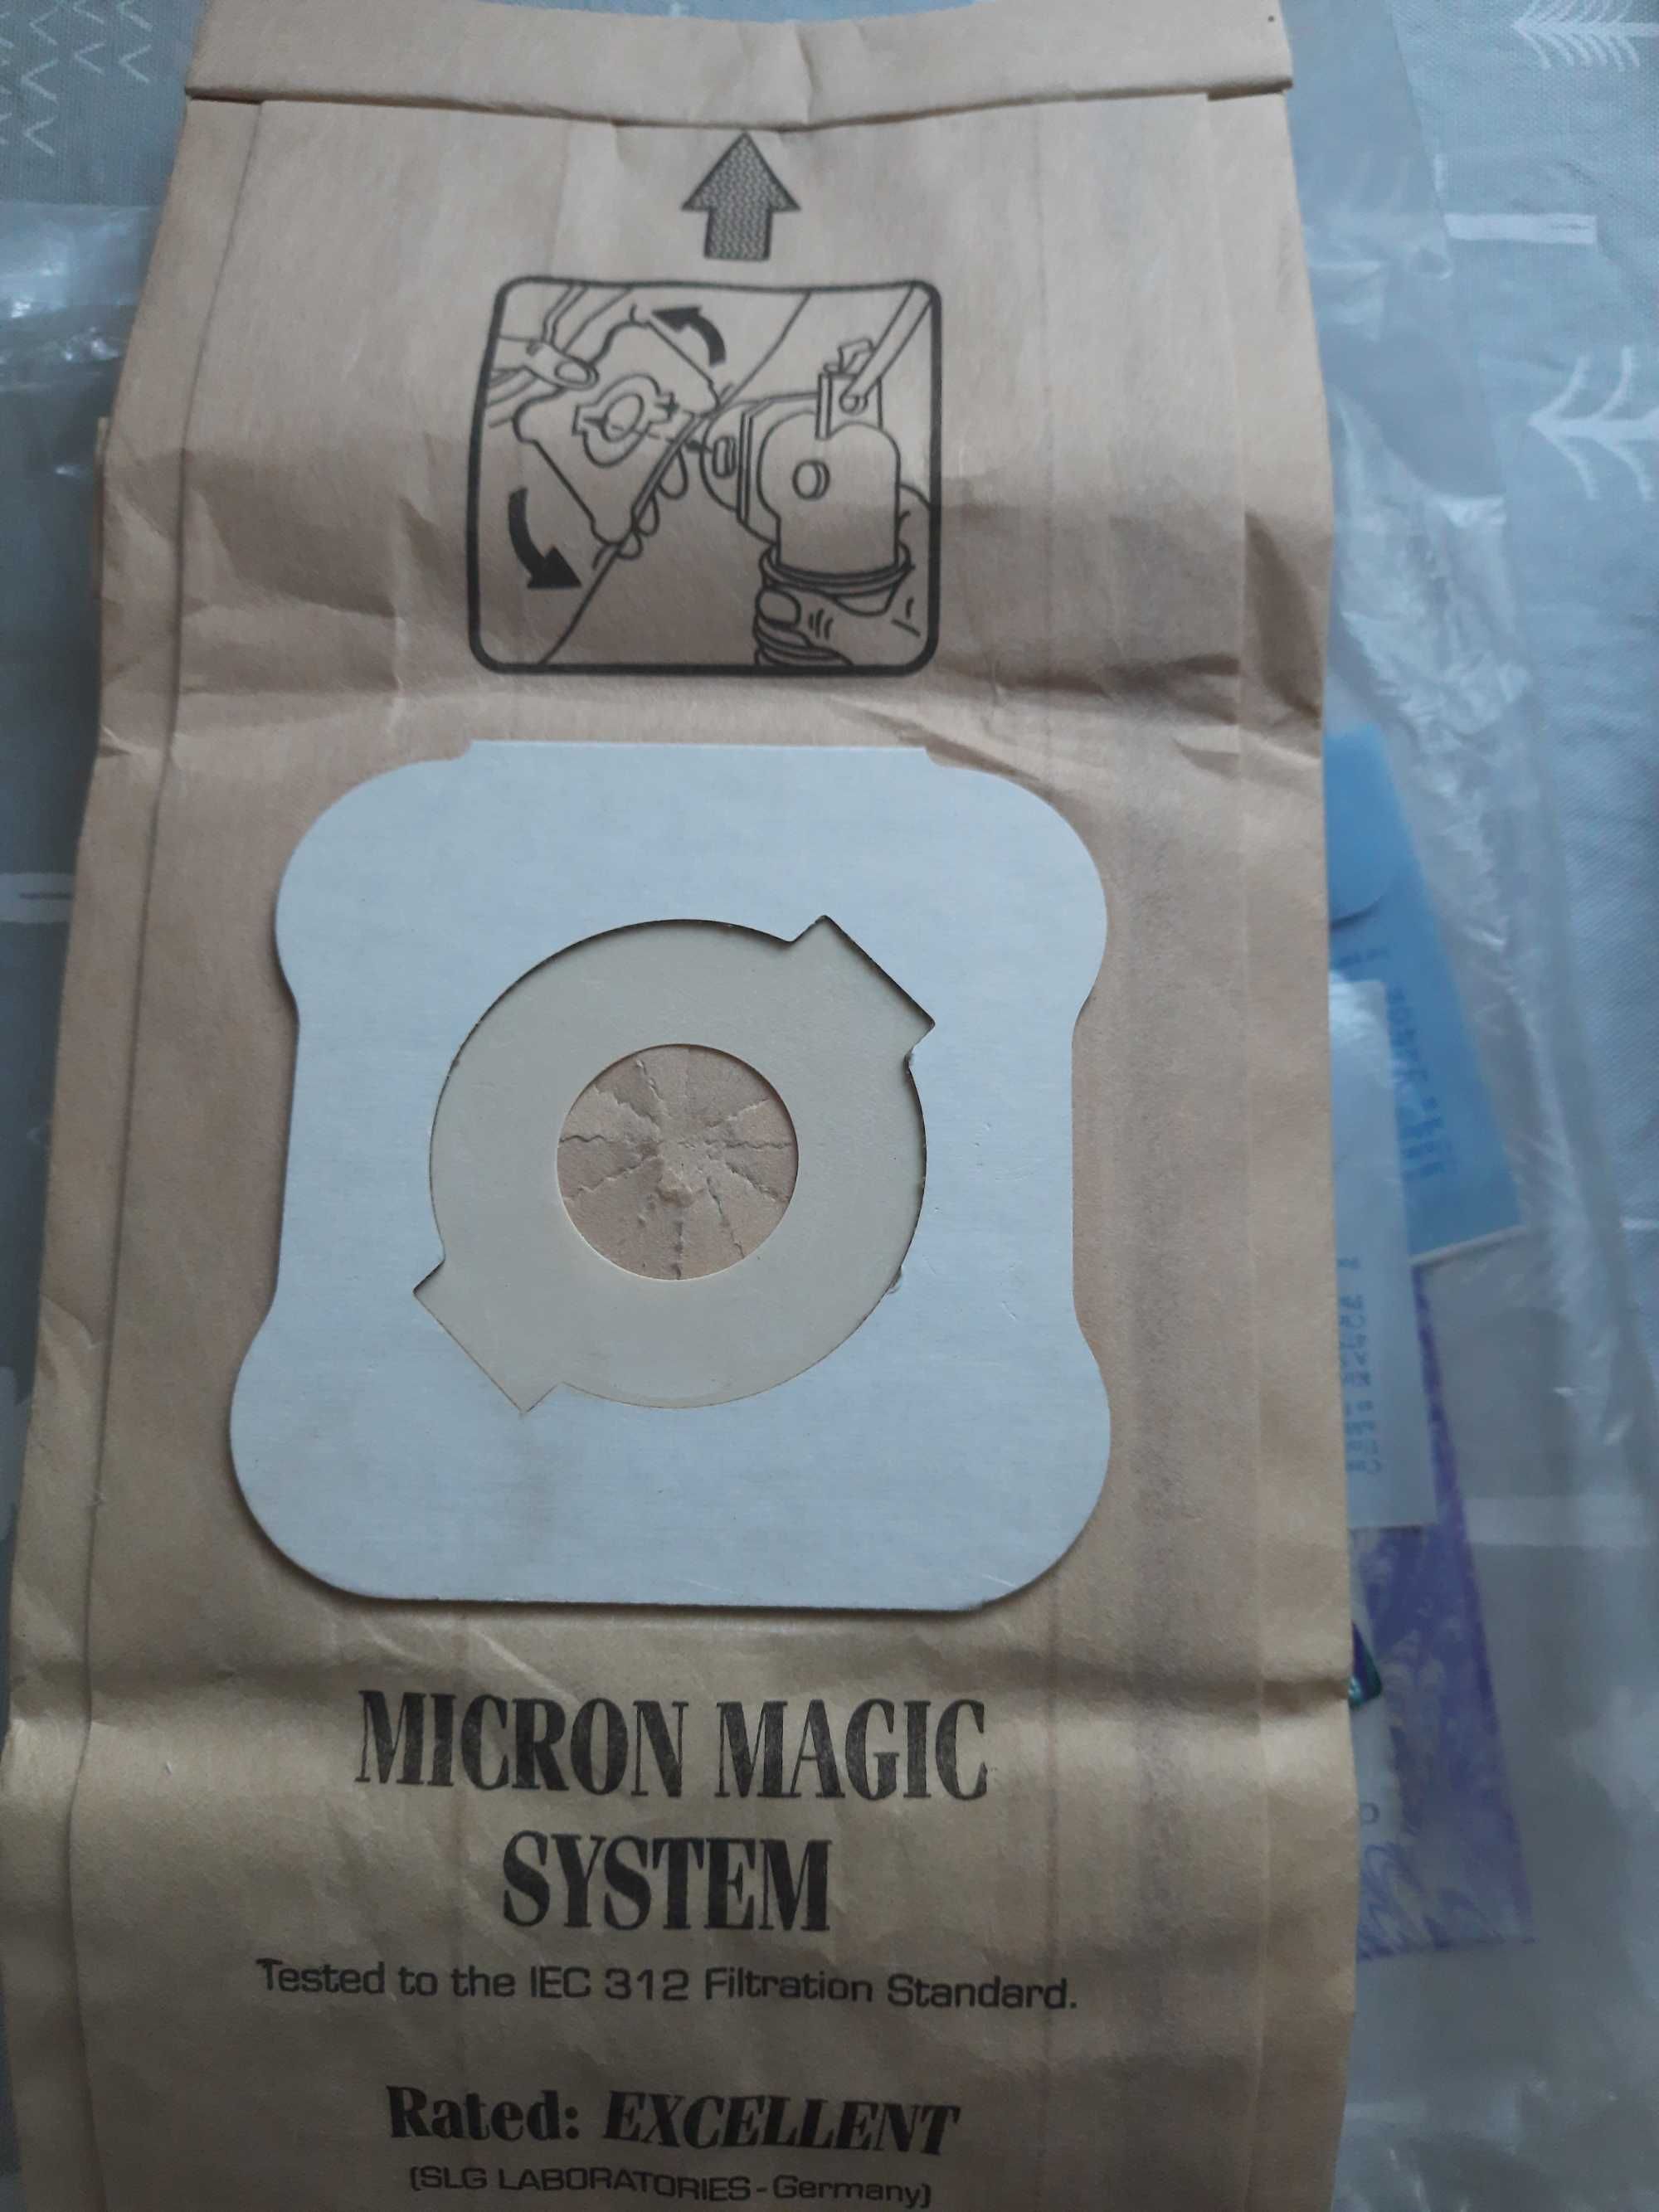 MICRON MAGIC
SYSTEM
Tested to the IEC 312 Filtration Standard.
Rated: EXCELLENT
(SLG LABORATORIES-Germany)